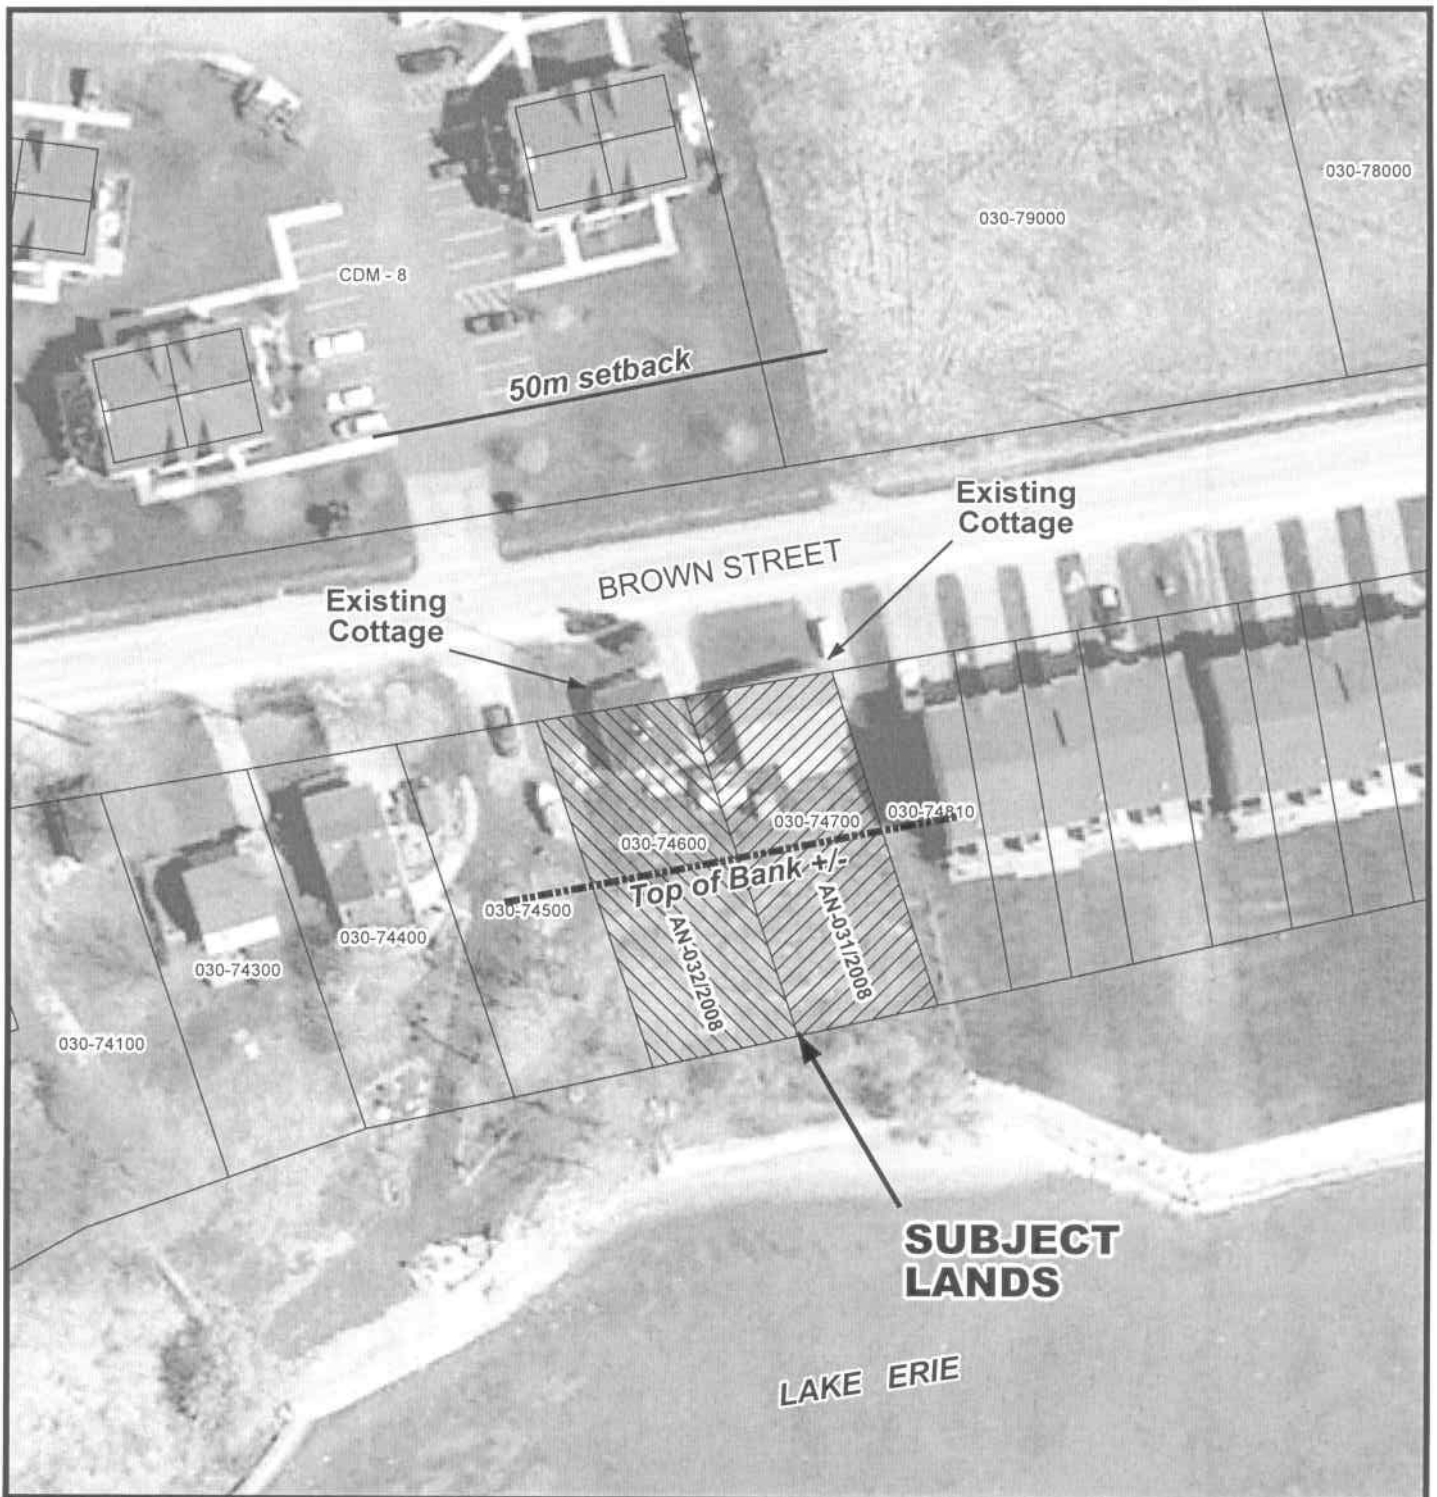 030-78000
030-79000
CDM - 8
50m setback
Existing
Cottage
BROWN STREET
Existing
Cottage
030-74700
030-74810
030-74600
Top of Bank +/-
030-74500
AN-032/2008
AN-031/2008
030-74400
030-74300
030-74100
SUBJECT
LANDS
LAKE ERIE